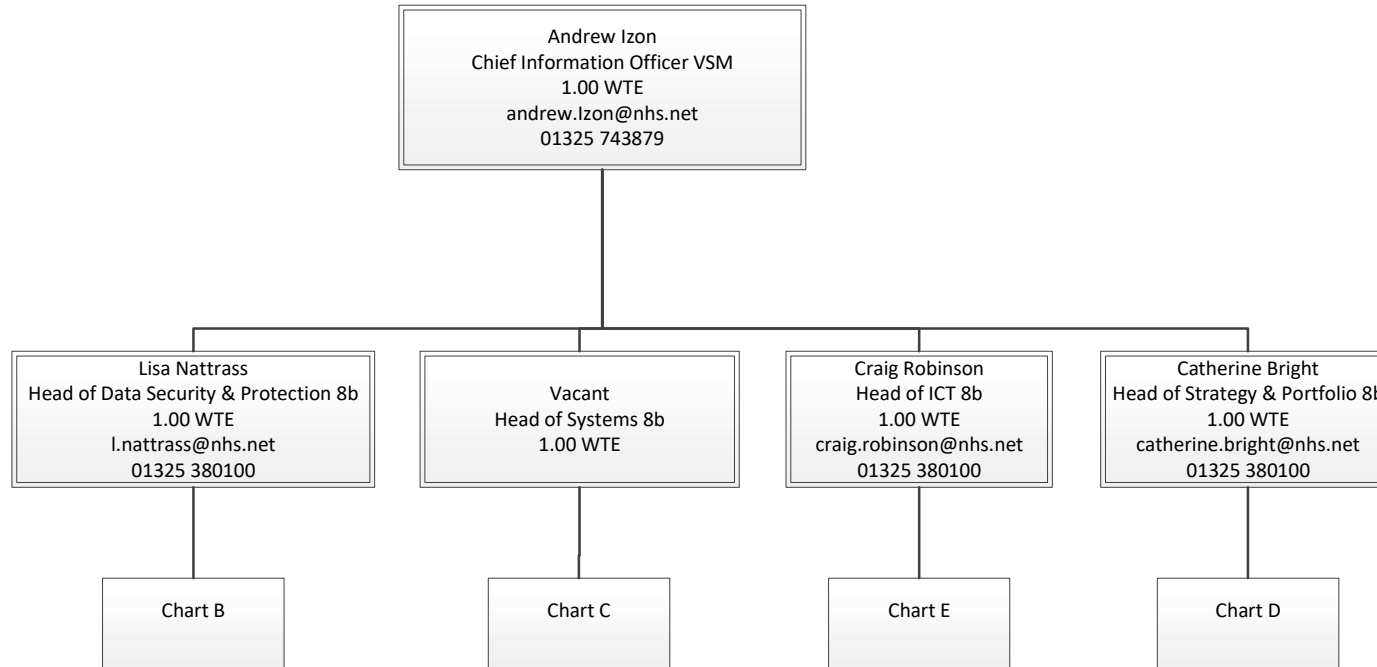 Andrew Izon
Chief Information Officer VSM
1.00 WTE
andrew.Izon@nhs.net
01325 743879
Lisa Nattrass
Head of Data Security & Protection 8b
1.00 WTE
l.nattrass@nhs.net
01325 380100
Vacant
Head of Systems 8b
1.00 WTE
Craig Robinson
Head of ICT 8b
1.00 WTE
craig.robinson@nhs.net
01325 380100
Catherine Bright
Head of Strategy & Portfolio 8b
1.00 WTE
catherine.bright@nhs.net
01325 380100
Chart B
Chart C
Chart E
Chart D